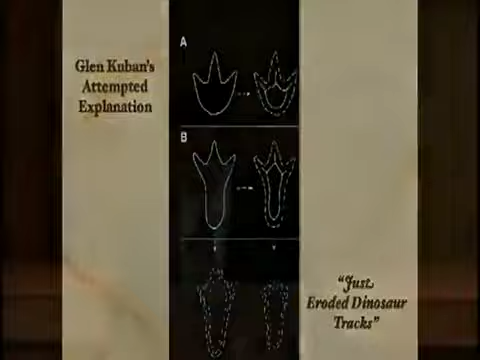 A
Glen Kuban's
Attempted
Explanation
B
"Just
Eroded Dinosaur
Tracks"